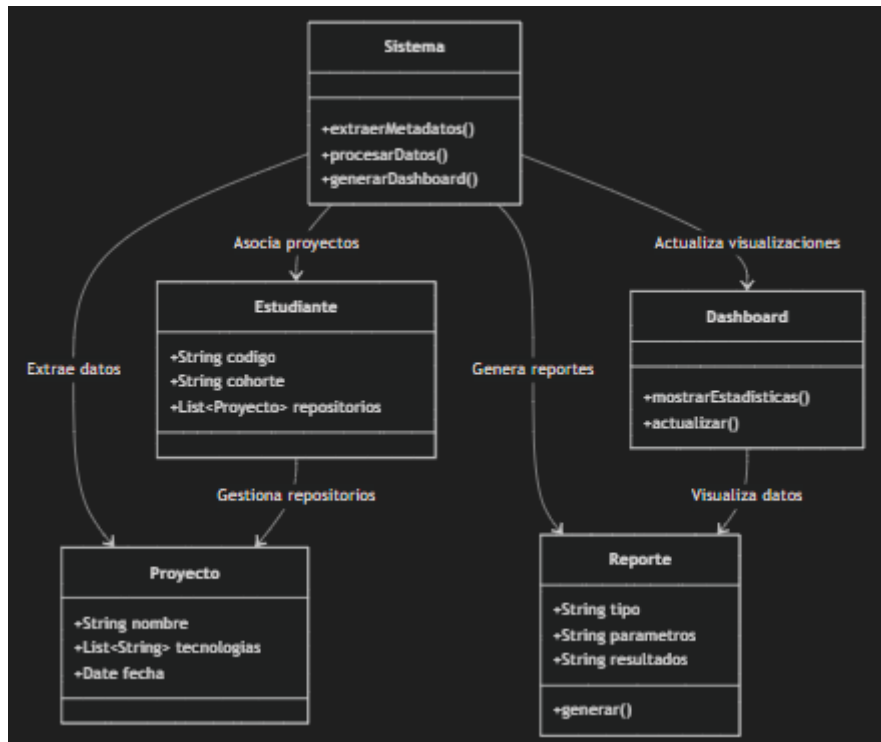 Sistema
+extraerMetadatos()
+procesarDatos()
+generarDashboard()
Asocia proyectos
Actualiza visualizaciones
Estudiante
+String codigo
+String cohorte
+List<Proyecto> repositorios
Dashboard
+mostrarEstadisticas()
+actualizar()
Extrae datos
Genera reportes
Gestiona repositorios
Visualiza datos
Proyecto
+String nombre
+List<String> tecnologias
+Date fecha
Reporte
+String tipo
+String parametros
+String resultados
+generar()